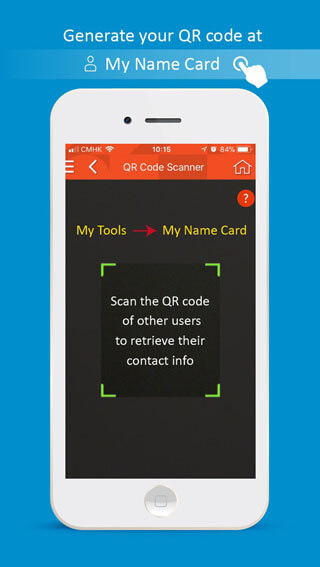 Generate your QR code at
My Name Card
CMHK 10:15 84%
QR Code Scanner
?
My Tools My Name Card
Scan the QR code
of other users
to retrieve their
contact info